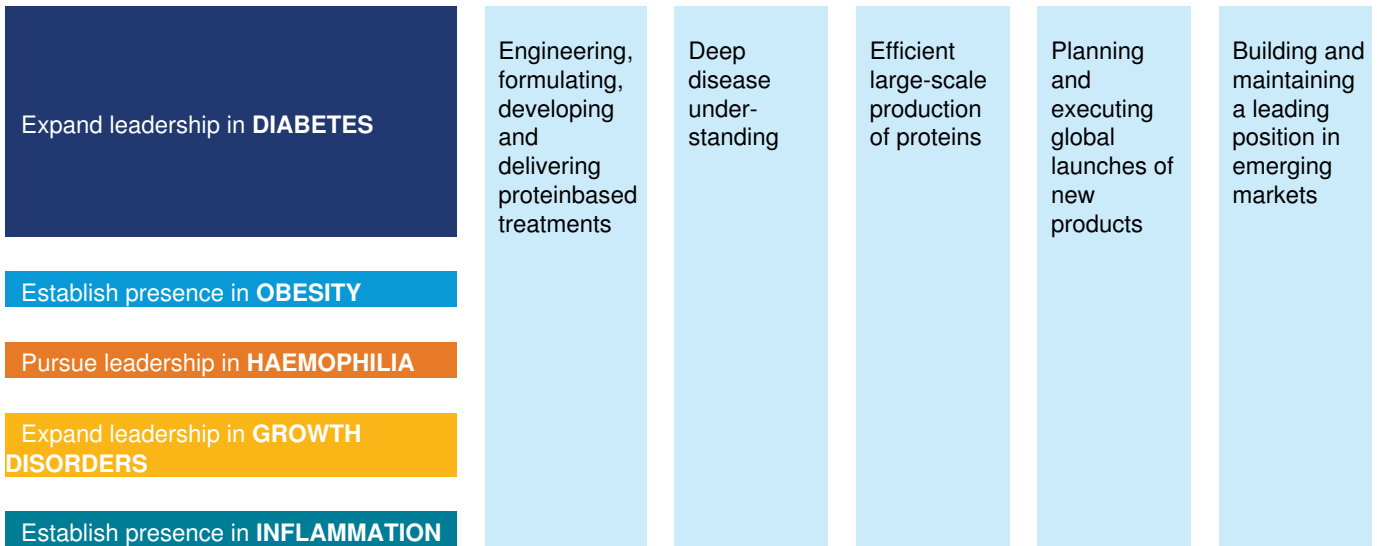 Expand leadership in DIABETES
Establish presence in OBESITY
Pursue leadership in HAEMOPHILIA
Expand leadership in GROWTH
DISORDERS
Establish presence in INFLAMMATION
Engineering,
formulating,
developing
and
delivering
proteinbased
treatments
Deep
disease
under-
standing
Efficient
large-scale
production
of proteins
Planning
and
executing
global
launches of
new
products
Building and
maintaining
a leading
position in
emerging
markets